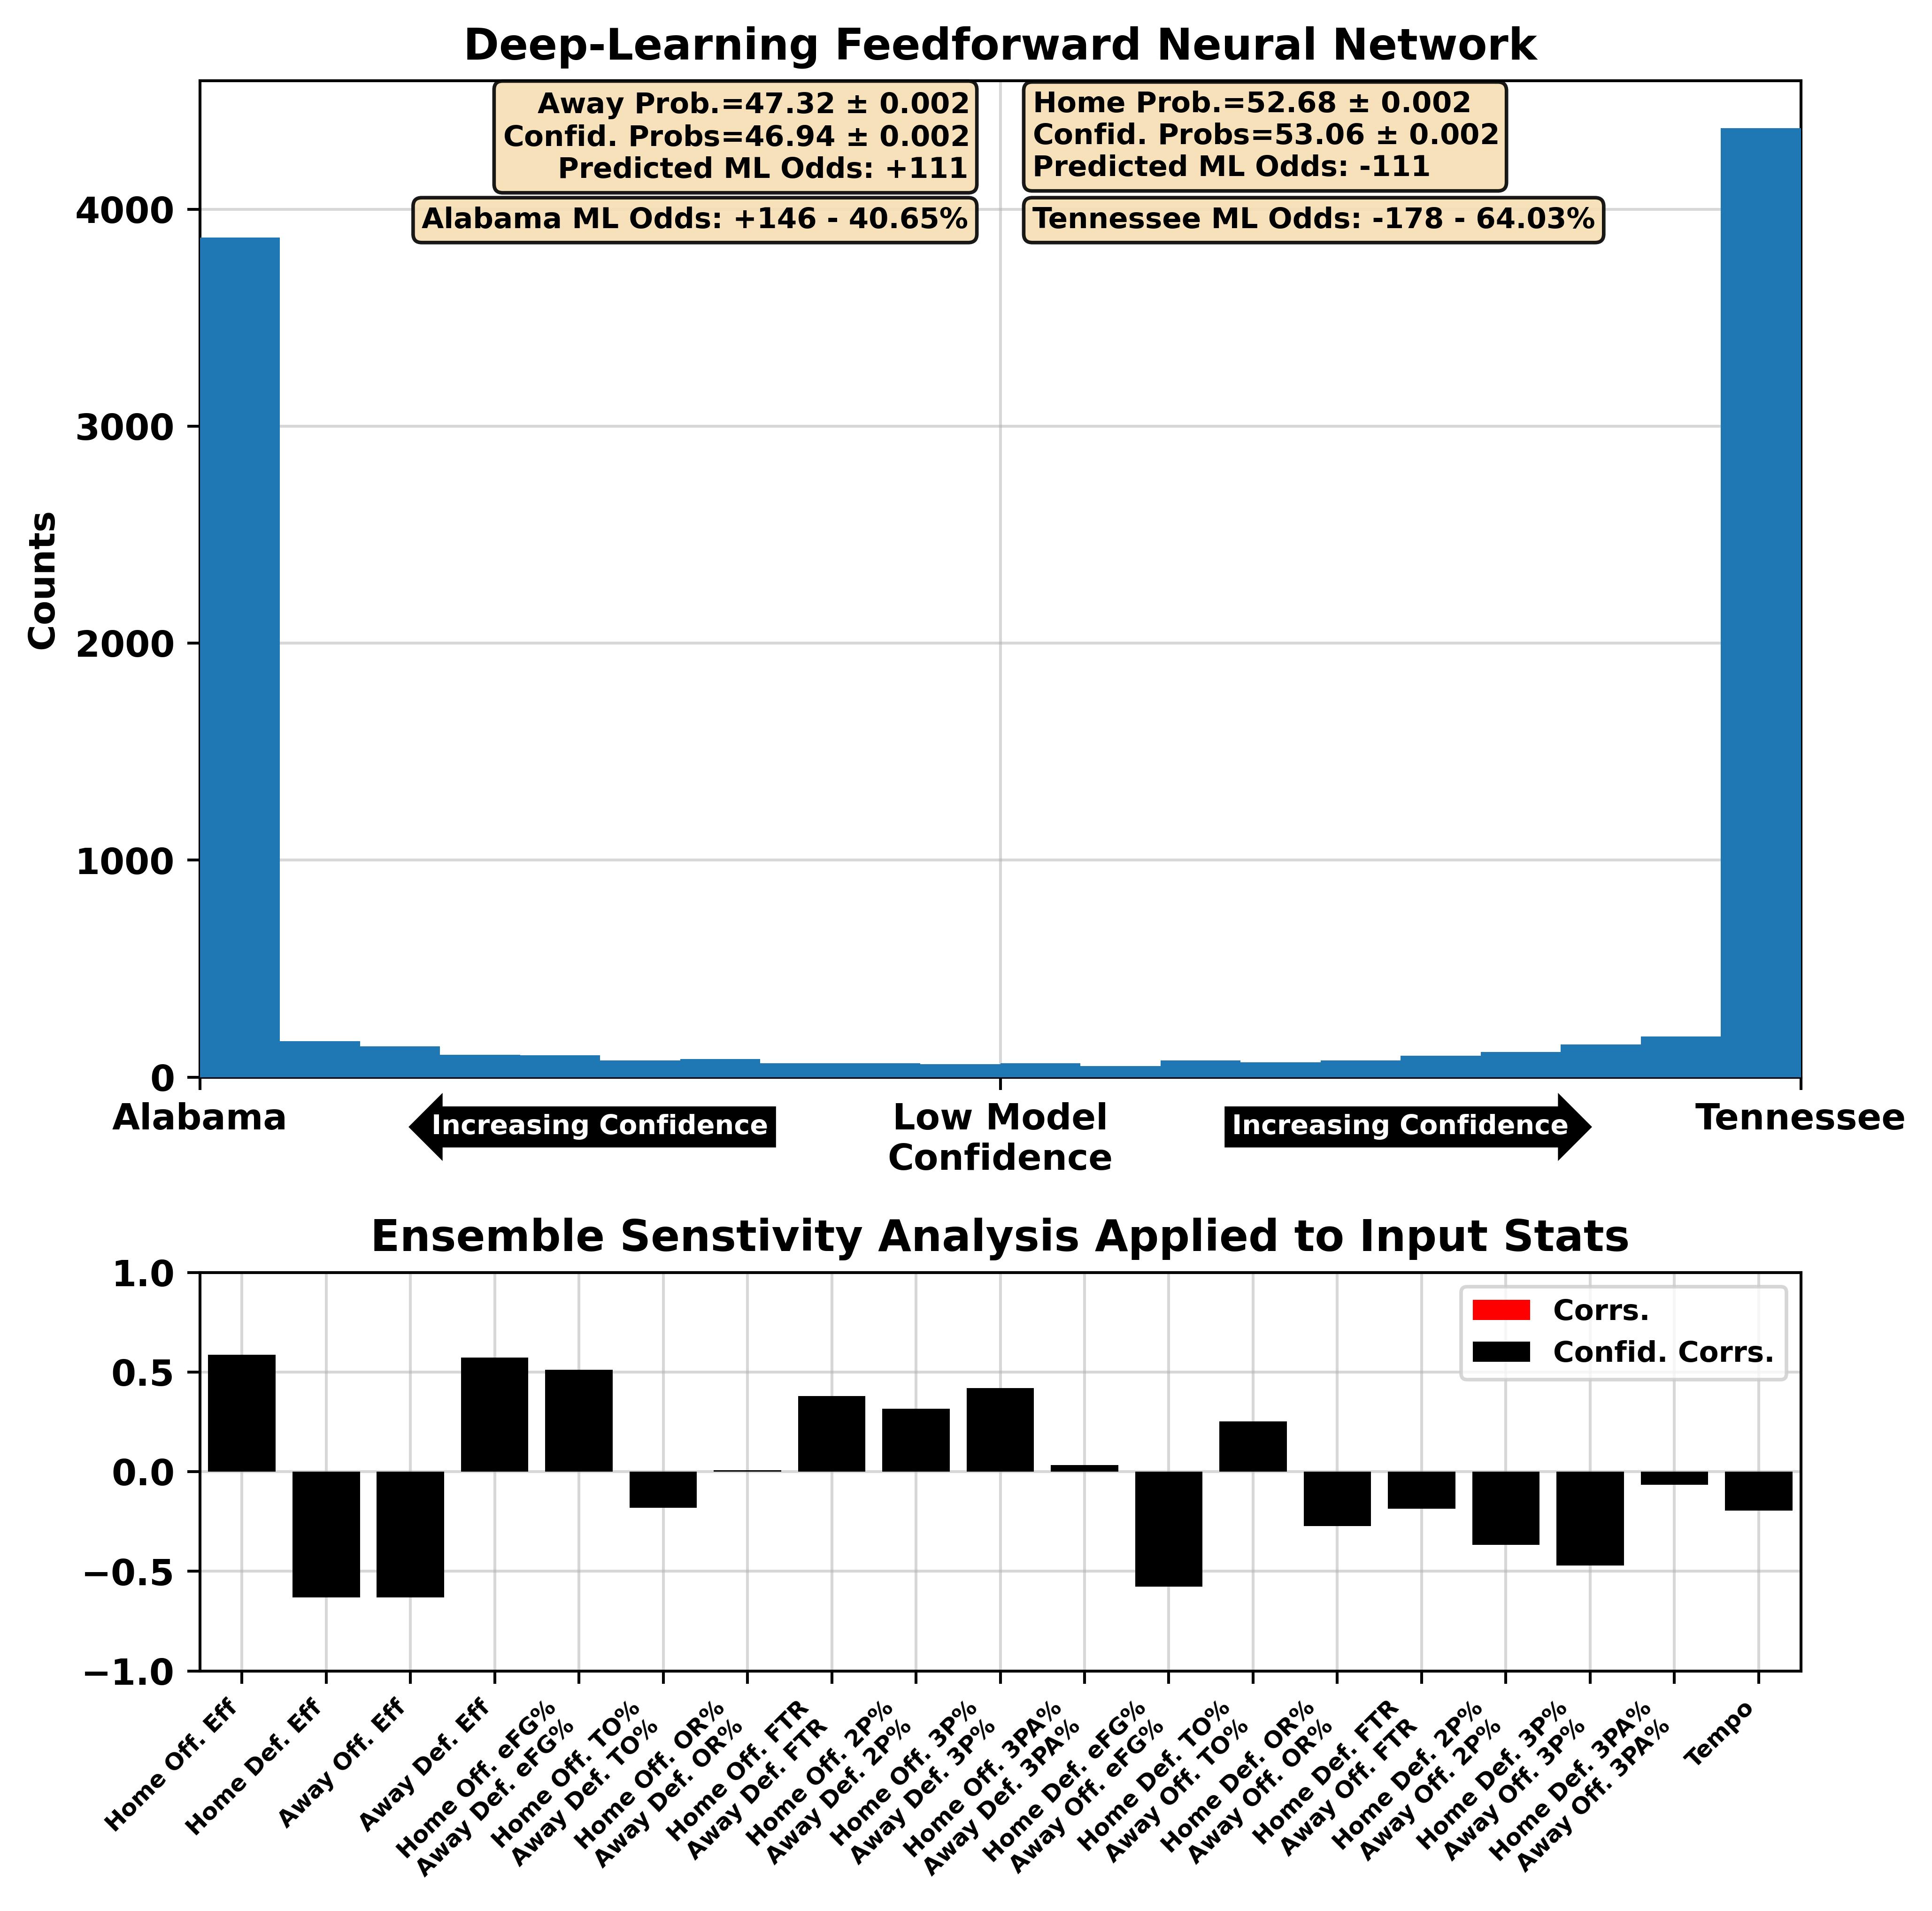 Deep-Learning Feedforward Neural Network
Away Prob.=47.32 ± 0.002
Confid. Probs=46.94 ± 0.002
Predicted ML Odds: +111
Home Prob.=52.68 ± 0.002
Confid. Probs=53.06 ± 0.002
Predicted ML Odds: -111
Alabama ML Odds: +146 - 40.65%
Tennessee ML Odds: -178 - 64.03%
Counts
4000
3000
2000
1000
0
Alabama
Increasing Confidence
Low Model
Confidence
Increasing Confidence
Tennessee
Ensemble Senstivity Analysis Applied to Input Stats
1.0
0.5
0.0
−0.5
−1.0
Corrs.
Confid. Corrs.
Home Off. Eff
Home Def. Eff
Away Off. Eff
Away Def. Eff
Home Off. eFG%
Away Def. eFG%
Home Off. TO%
Away Def. TO%
Home Off. OR%
Away Def. OR%
Home Off. FTR
Away Def. FTR
Home Off. 2P%
Away Def. 2P%
Home Off. 3P%
Away Def. 3P%
Home Off. 3PA%
Away Def. 3PA%
Home Def. eFG%
Away Off. eFG%
Home Def. TO%
Away Off. TO%
Home Def. OR%
Away Off. OR%
Home Def. FTR
Away Off. FTR
Home Def. 2P%
Away Off. 2P%
Home Def. 3P%
Away Off. 3P%
Home Def. 3PA%
Away Off. 3PA%
Tempo